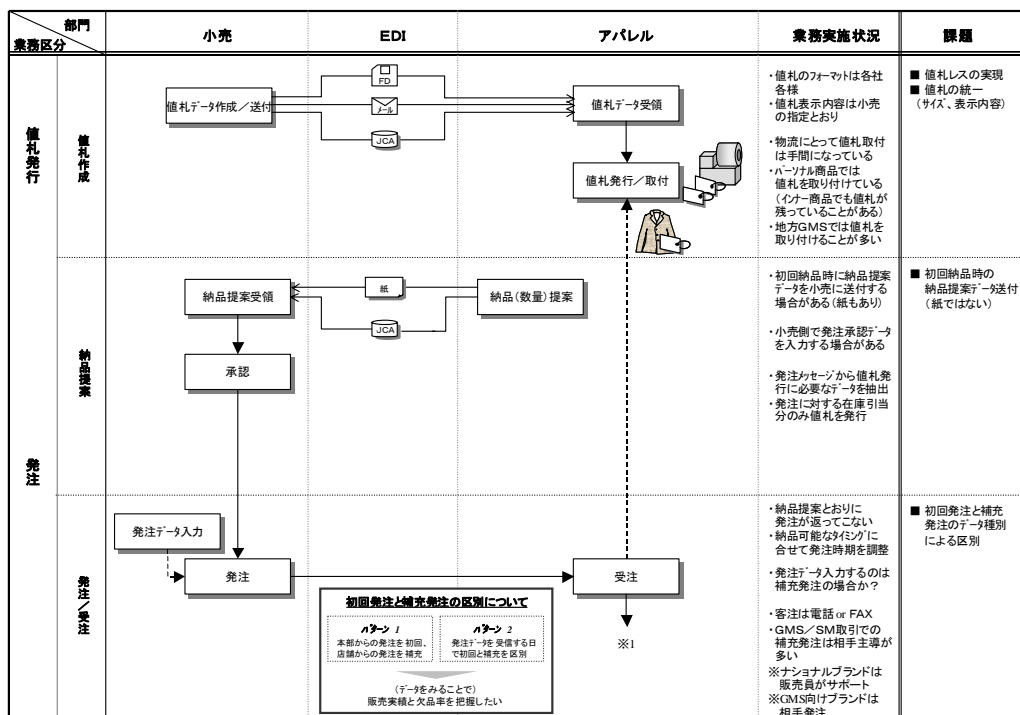 部門
業務区分
小売
EDI
アパレル
業務実施状況
課題
値札発行
値札作成
値札データ作成／送付
FD
メール
JCA
値札データ受領
値札発行／取付
・値札のフォーマットは各社
各様
・値札表示内容は小売
の指定とおり
・物流にとって値札取付
は手間になっている
・パーソナル商品では
値札を取り付けている
（インナー商品でも値札が
残っていることがある）
・地方GMSでは値札を
取り付けることが多い
■ 値札レスの実現
■ 値札の統一
（サイズ、表示内容）
発注
納品提案
納品提案受領
紙
JCA
納品（数量）提案
承認
・初回納品時に納品提案
データを小売に送付する
場合がある（紙もあり）
・小売側で発注承認データ
を入力する場合がある
・発注メッセージから値札発
行に必要なデータを抽出
・発注に対する在庫引当
分のみ値札を発行
■ 初回納品時の
納品提案データ送付
（紙ではない）
発注／受注
発注データ入力
発注
受注
※1
初回発注と補充発注の区別について
パターン 1
本部からの発注を初回、
店舗からの発注を補充
パターン 2
発注データを受信する日
で初回と補充を区別
（データをみることで）
販売実績と欠品率を把握したい
・納品提案とおりに
発注が返ってこない
・納品可能なタイミングに
合せて発注時期を調整
・発注データ入力するのは
補充発注の場合か？
・客注は電話 or FAX
・GMS／SM取引での
補充発注は相手主導が
多い
※ナショナルブランドは
販売員がサポート
※GMS向けブランドは
相手発注
■ 初回発注と補充
発注のデータ種別
による区別